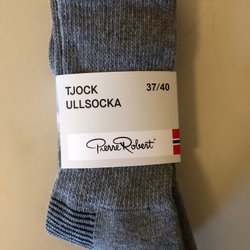 TJOCK 37/40
ULLSOCKA
Pierre Robert